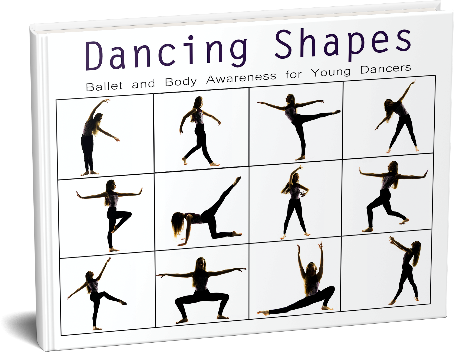 Dancing Shapes
Ballet and Body Awareness for Young Dancers